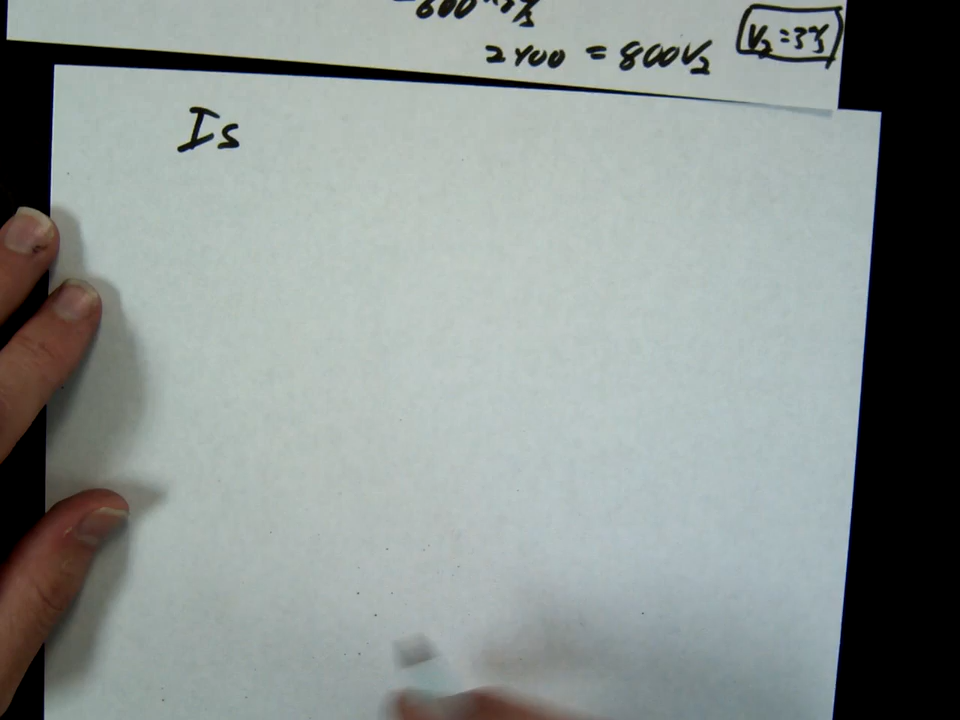 2400 = 800V₂
V₂ = 3
Is